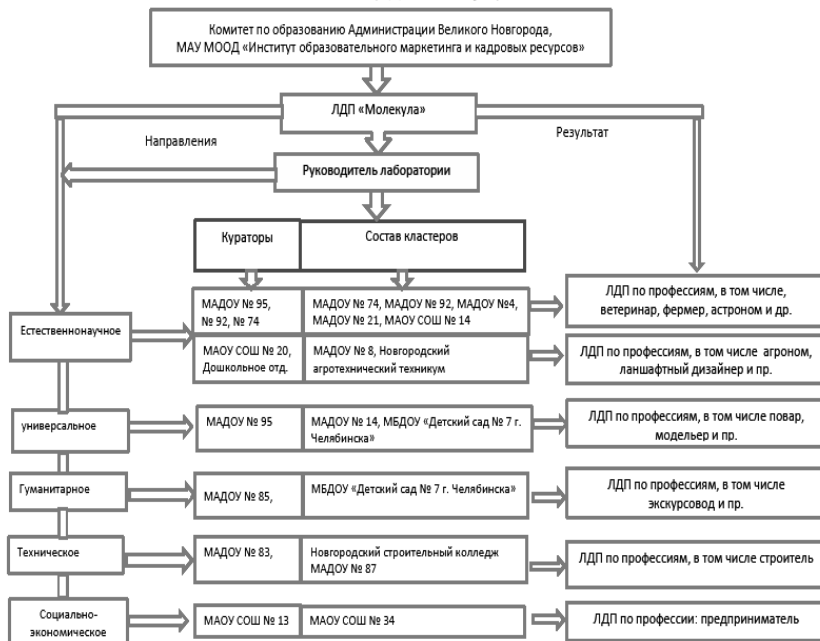 Комитет по образованию Администрации Великого Новгорода,
МАУ МООД «Институт образовательного маркетинга и кадровых ресурсов»
ЛДП «Молекула»
Направления
Результат
Руководитель лаборатории
Кураторы
Состав кластеров
Естественнонаучное
МАДОУ № 95,
№ 92, № 74
МАДОУ № 74, МАДОУ № 92, МАДОУ №4,
МАДОУ № 21, МАОУ СОШ № 14
ЛДП по профессиям, в том числе,
ветеринар, фермер, астроном и др.
МАОУ СОШ № 20,
Дошкольное отд.
МАДОУ № 8, Новгородский
агротехнический техникум
ЛДП по профессиям, в том числе агроном,
ланшафтный дизайнер и пр.
универсальное
МАДОУ № 95
МАДОУ № 14, МБДОУ «Детский сад № 7 г.
Челябинска»
ЛДП по профессиям, в том числе повар,
модельер и пр.
Гуманитарное
МАДОУ № 85,
МБДОУ «Детский сад № 7 г. Челябинска»
ЛДП по профессиям, в том числе
экскурсовод и пр.
Техническое
МАДОУ № 83,
Новгородский строительный колледж
МАДОУ № 87
ЛДП по профессиям, в том числе строитель
Социально-
экономическое
МАОУ СОШ № 13
МАОУ СОШ № 34
ЛДП по профессии: предприниматель